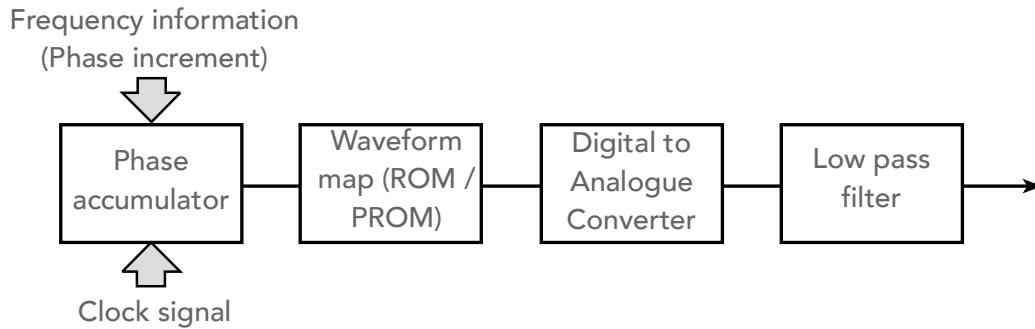 Frequency information
(Phase increment)
Phase
accumulator
Waveform
map (ROM /
PROM)
Digital to
Analogue
Converter
Low pass
filter
Clock signal